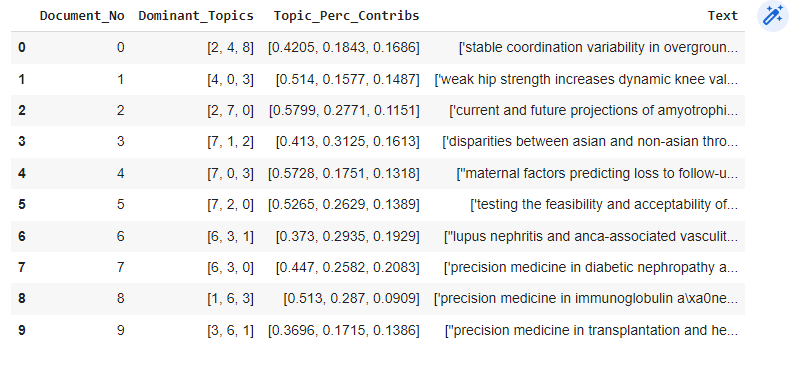 Document_No Dominant_Topics Topic_Perc_Contribs Text
0 0 [2, 4, 8] [0.4205, 0.1843, 0.1686] ['stable coordination variability in overgroun...
1 1 [4, 0, 3] [0.514, 0.1577, 0.1487] ['weak hip strength increases dynamic knee val...
2 2 [2, 7, 0] [0.5799, 0.2771, 0.1151] ['current and future projections of amyotrophi...
3 3 [7, 1, 2] [0.413, 0.3125, 0.1613] ['disparities between asian and non-asian thro...
4 4 [7, 0, 3] [0.5728, 0.1751, 0.1318] ["maternal factors predicting loss to follow-u...
5 5 [7, 2, 0] [0.5265, 0.2629, 0.1389] ['testing the feasibility and acceptability of...
6 6 [6, 3, 1] [0.373, 0.2935, 0.1929] ["lupus nephritis and anca-associated vasculit...
7 7 [6, 3, 0] [0.447, 0.2582, 0.2083] ['precision medicine in diabetic nephropathy a...
8 8 [1, 6, 3] [0.513, 0.287, 0.0909] ['precision medicine in immunoglobulin a\xa0ne...
9 9 [3, 6, 1] [0.3696, 0.1715, 0.1386] ["precision medicine in transplantation and he...